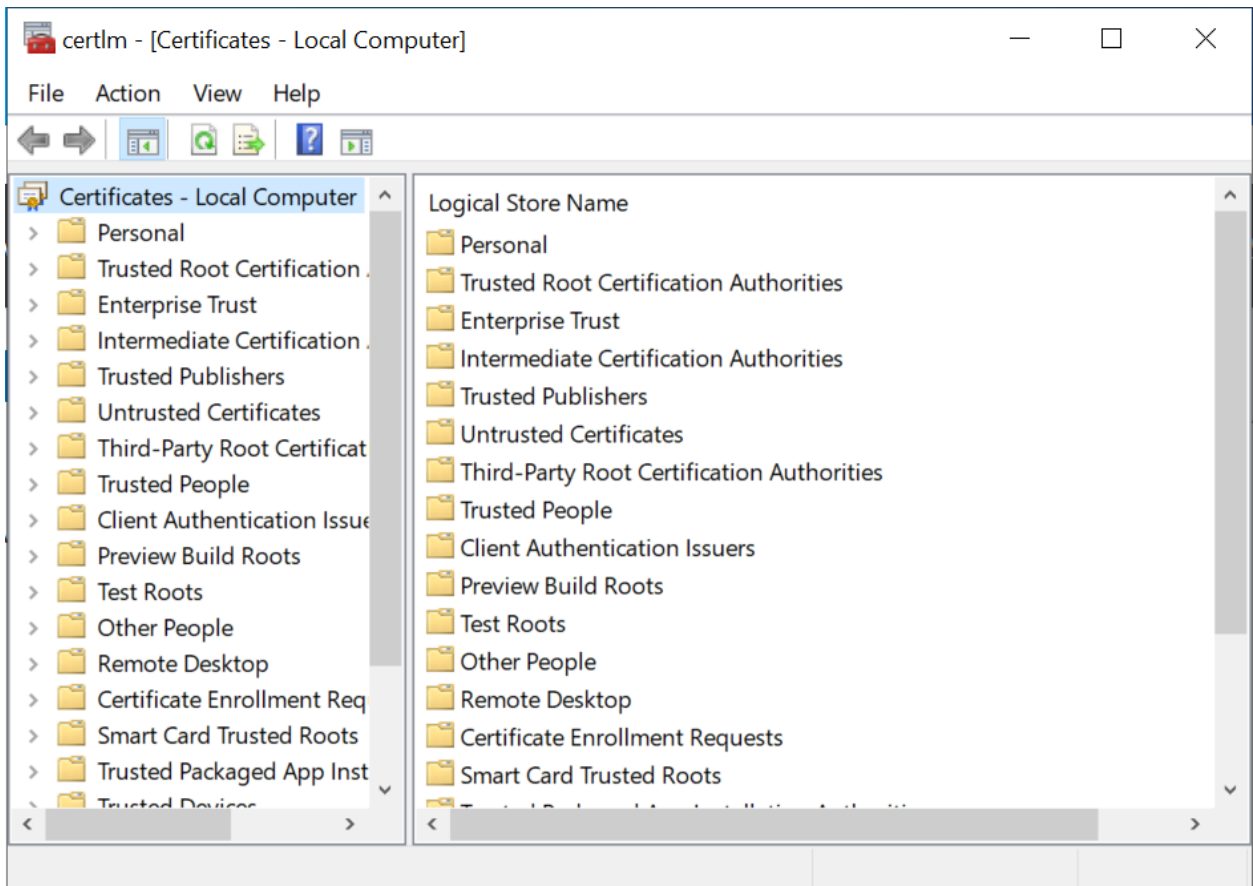 certlm - [Certificates - Local Computer]
File Action View Help
Certificates - Local Computer
Personal
Trusted Root Certification
Enterprise Trust
Intermediate Certification
Trusted Publishers
Untrusted Certificates
Third-Party Root Certificat
Trusted People
Client Authentication Issue
Preview Build Roots
Test Roots
Other People
Remote Desktop
Certificate Enrollment Req
Smart Card Trusted Roots
Trusted Packaged App Inst
Trusted Devices
Logical Store Name
Personal
Trusted Root Certification Authorities
Enterprise Trust
Intermediate Certification Authorities
Trusted Publishers
Untrusted Certificates
Third-Party Root Certification Authorities
Trusted People
Client Authentication Issuers
Preview Build Roots
Test Roots
Other People
Remote Desktop
Certificate Enrollment Requests
Smart Card Trusted Roots